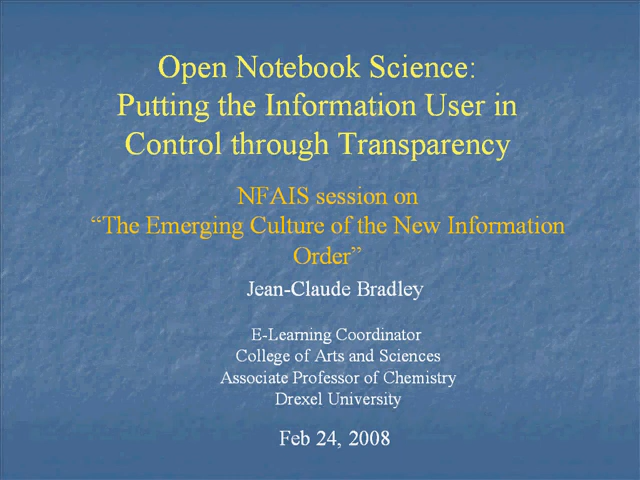 Open Notebook Science:
Putting the Information User in
Control through Transparency
NFAIS session on
“The Emerging Culture of the New Information
Order”
Jean-Claude Bradley
E-Learning Coordinator
College of Arts and Sciences
Associate Professor of Chemistry
Drexel University
Feb 24, 2008